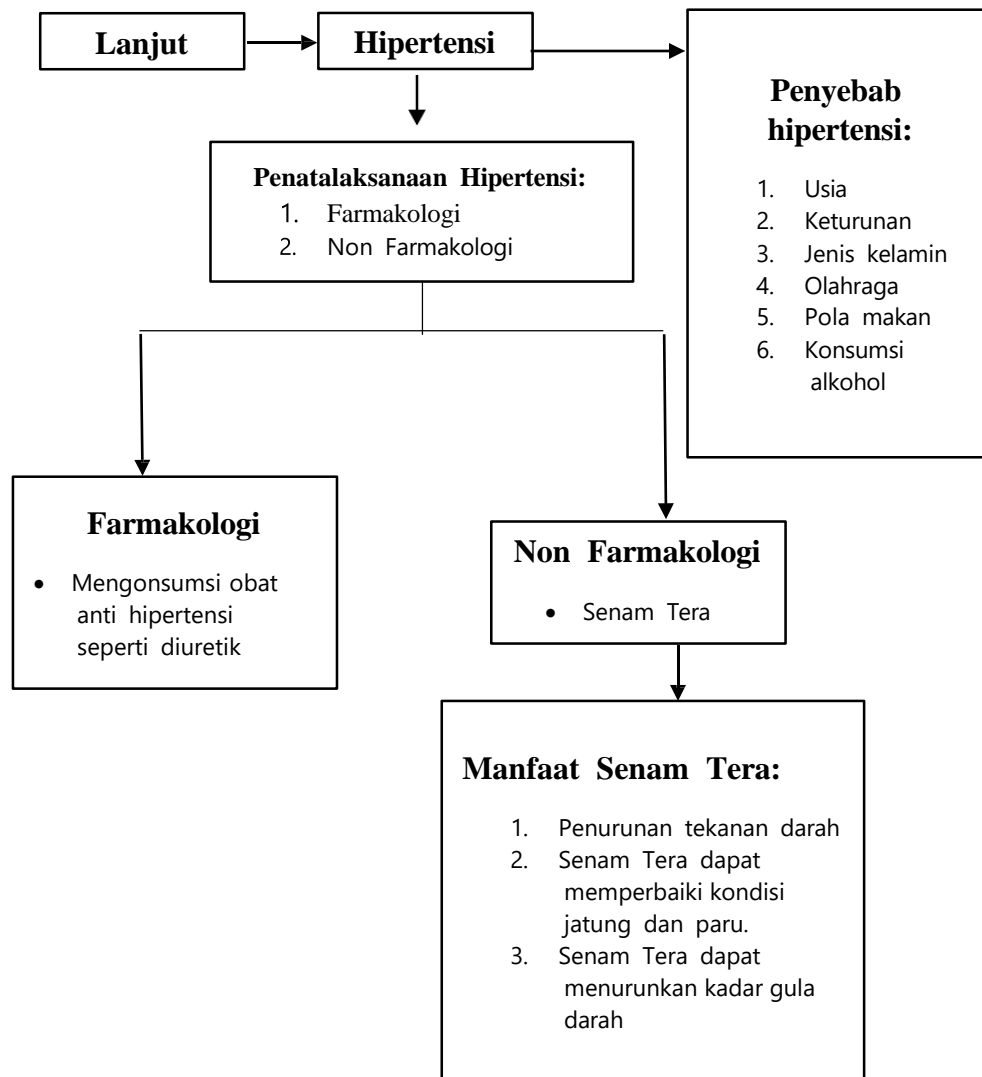 Lanjut
Hipertensi
Penyebab
hipertensi:
1. Usia
2. Keturunan
3. Jenis kelamin
4. Olahraga
5. Pola makan
6. Konsumsi
alkohol
Penatalaksanaan Hipertensi:
1. Farmakologi
2. Non Farmakologi
Farmakologi
• Mengonsumsi obat
anti hipertensi
seperti diuretik
Non Farmakologi
• Senam Tera
Manfaat Senam Tera:
1. Penurunan tekanan darah
2. Senam Tera dapat
memperbaiki kondisi
jatung dan paru.
3. Senam Tera dapat
menurunkan kadar gula
darah